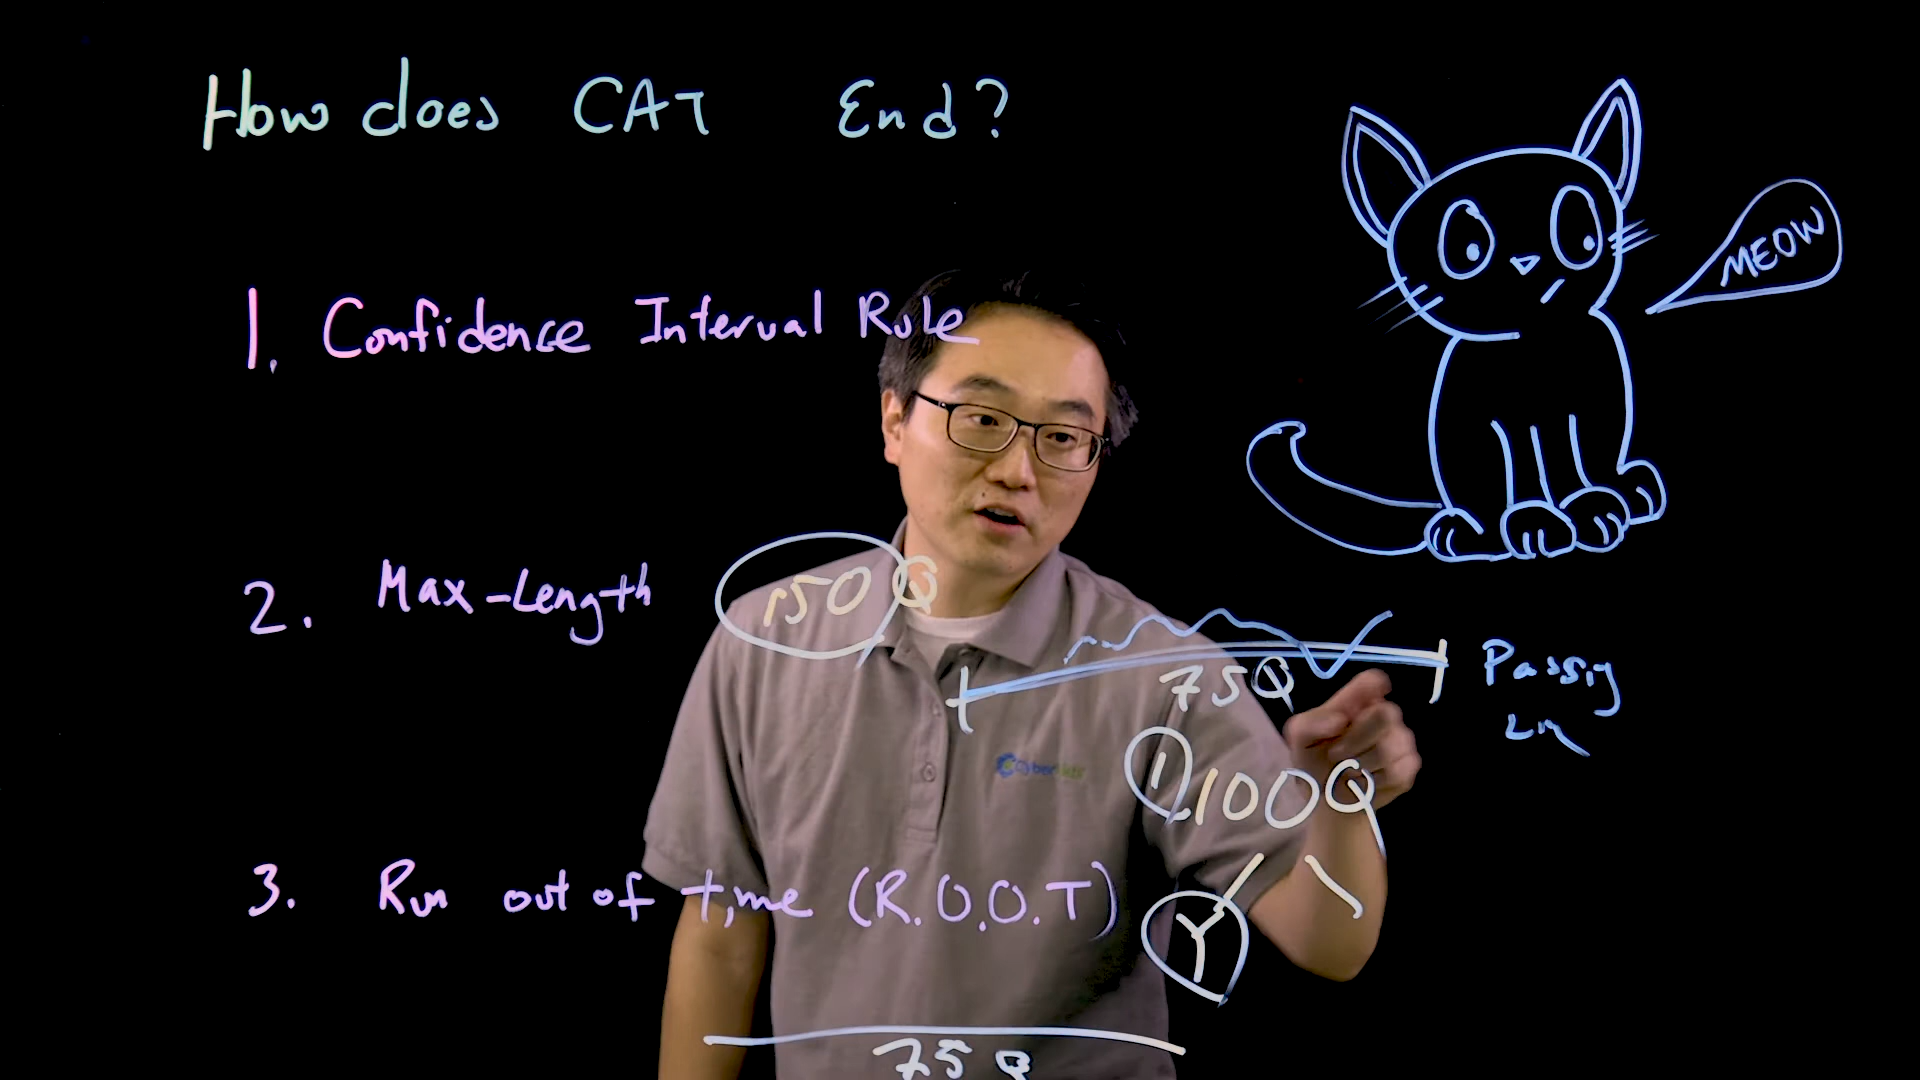 How does CAT End?
MEOW
1. Confidence Interval Rule
2. Max-Length 150Q
75Q
Passing
1 100Q
3. Run out of time (R.O.O.T)
Y
75Q